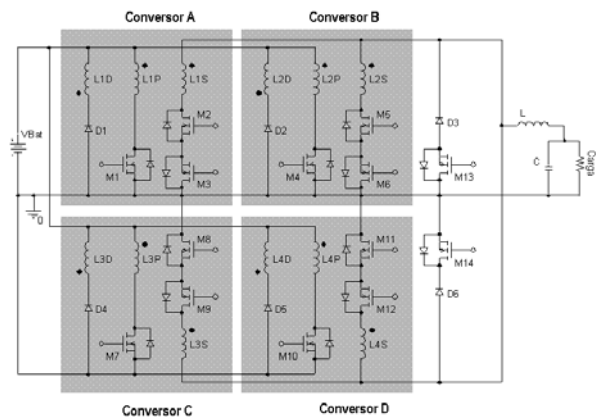 Conversor A
Conversor B
L1D
L1P
L1S
L2D
L2P
L2S
VBat
D1
M2
D2
M5
D3
L
M1
M3
M4
M6
M13
C
Carga
0
L3D
L3P
M8
L4D
L4P
M11
M14
D4
M9
D5
M12
D6
M7
L3S
M10
L4S
Conversor C
Conversor D